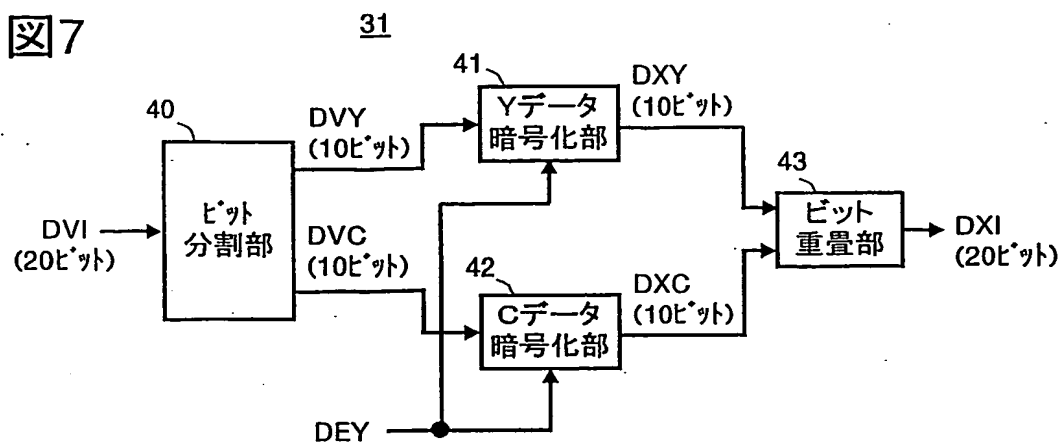 図7
31
40
DVI
(20ﾋﾞｯﾄ)
ﾋﾞｯﾄ
分割部
DVY
(10ﾋﾞｯﾄ)
DVC
(10ﾋﾞｯﾄ)
41
Yデータ
暗号化部
42
Cデータ
暗号化部
DEY
DXY
(10ﾋﾞｯﾄ)
DXC
(10ﾋﾞｯﾄ)
43
ビット
重畳部
DXI
(20ﾋﾞｯﾄ)